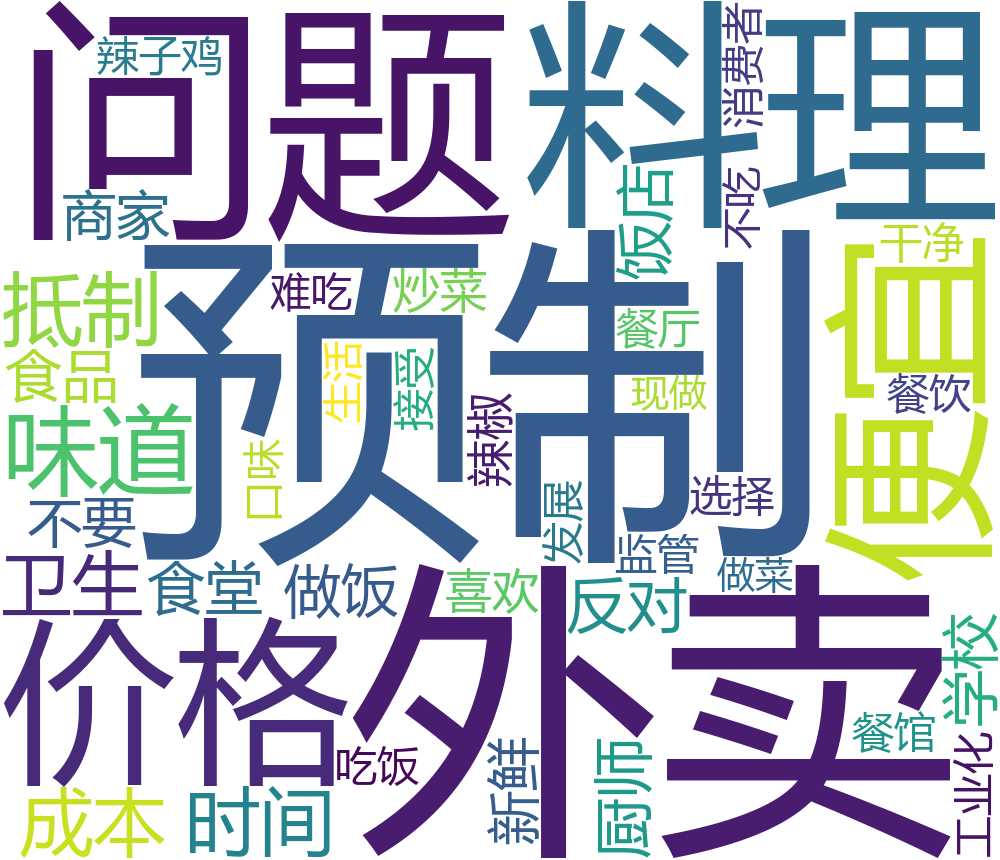 问题
料理
辣子鸡
消费者
商家
饭店
不吃
干净
预制
便宜
抵制
难吃
炒菜
餐厅
食品
生活
接受
现做
餐饮
味道
辣椒
口味
选择
不要
发展
监管
卫生
食堂
做饭
喜欢
反对
做菜
价格
外卖
学校
餐馆
吃饭
新鲜
厨师
工业化
成本
时间